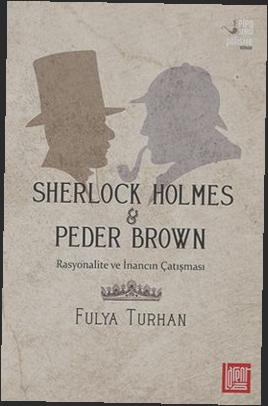 SHERLOCK HOLMES
&
PEDER BROWN
Rasyonalite ve İnancın Çatışması
FULYA TURHAN